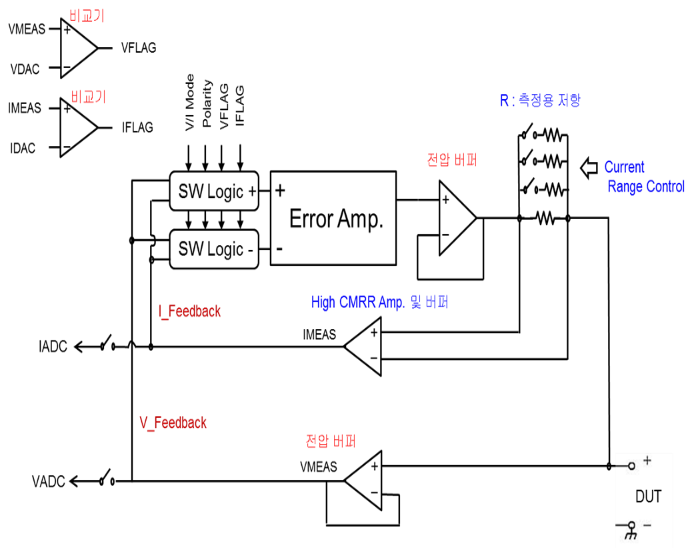 비교기
VMEAS
+
VFLAG
VDAC
−
비교기
IMEAS
+
IFLAG
IDAC
−
V/I Mode
Polarity
VFLAG
IFLAG
R : 측정용 저항
Current
Range Control
전압 버퍼
+
−
SW Logic +
SW Logic -
+
Error Amp.
-
I_Feedback
High CMRR Amp. 및 버퍼
IMEAS
+
−
IADC
V_Feedback
전압 버퍼
VMEAS
+
−
VADC
+
DUT
−